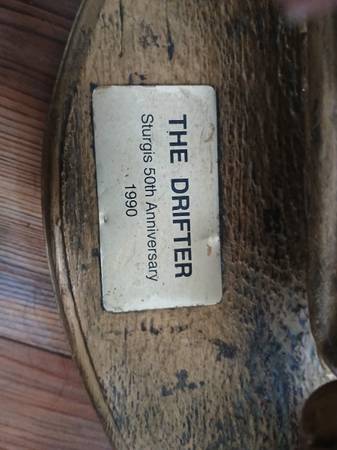 THE DRIFTER
Sturgis 50th Anniversary
1990